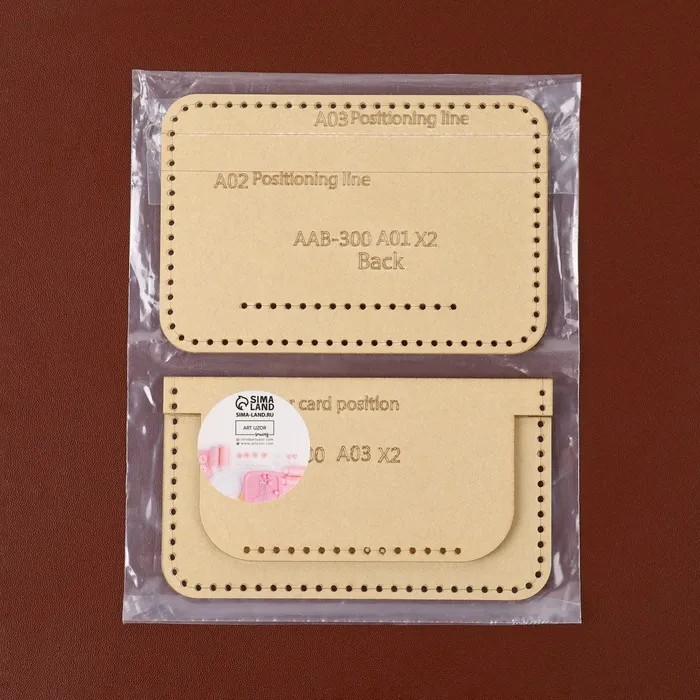 A03 Positioning line
A02 Positioning line
AAB-300 A01 X2
Back
SIMA
LAND
SIMA-LAND.RU
card position
ART UZOR
A03 X2